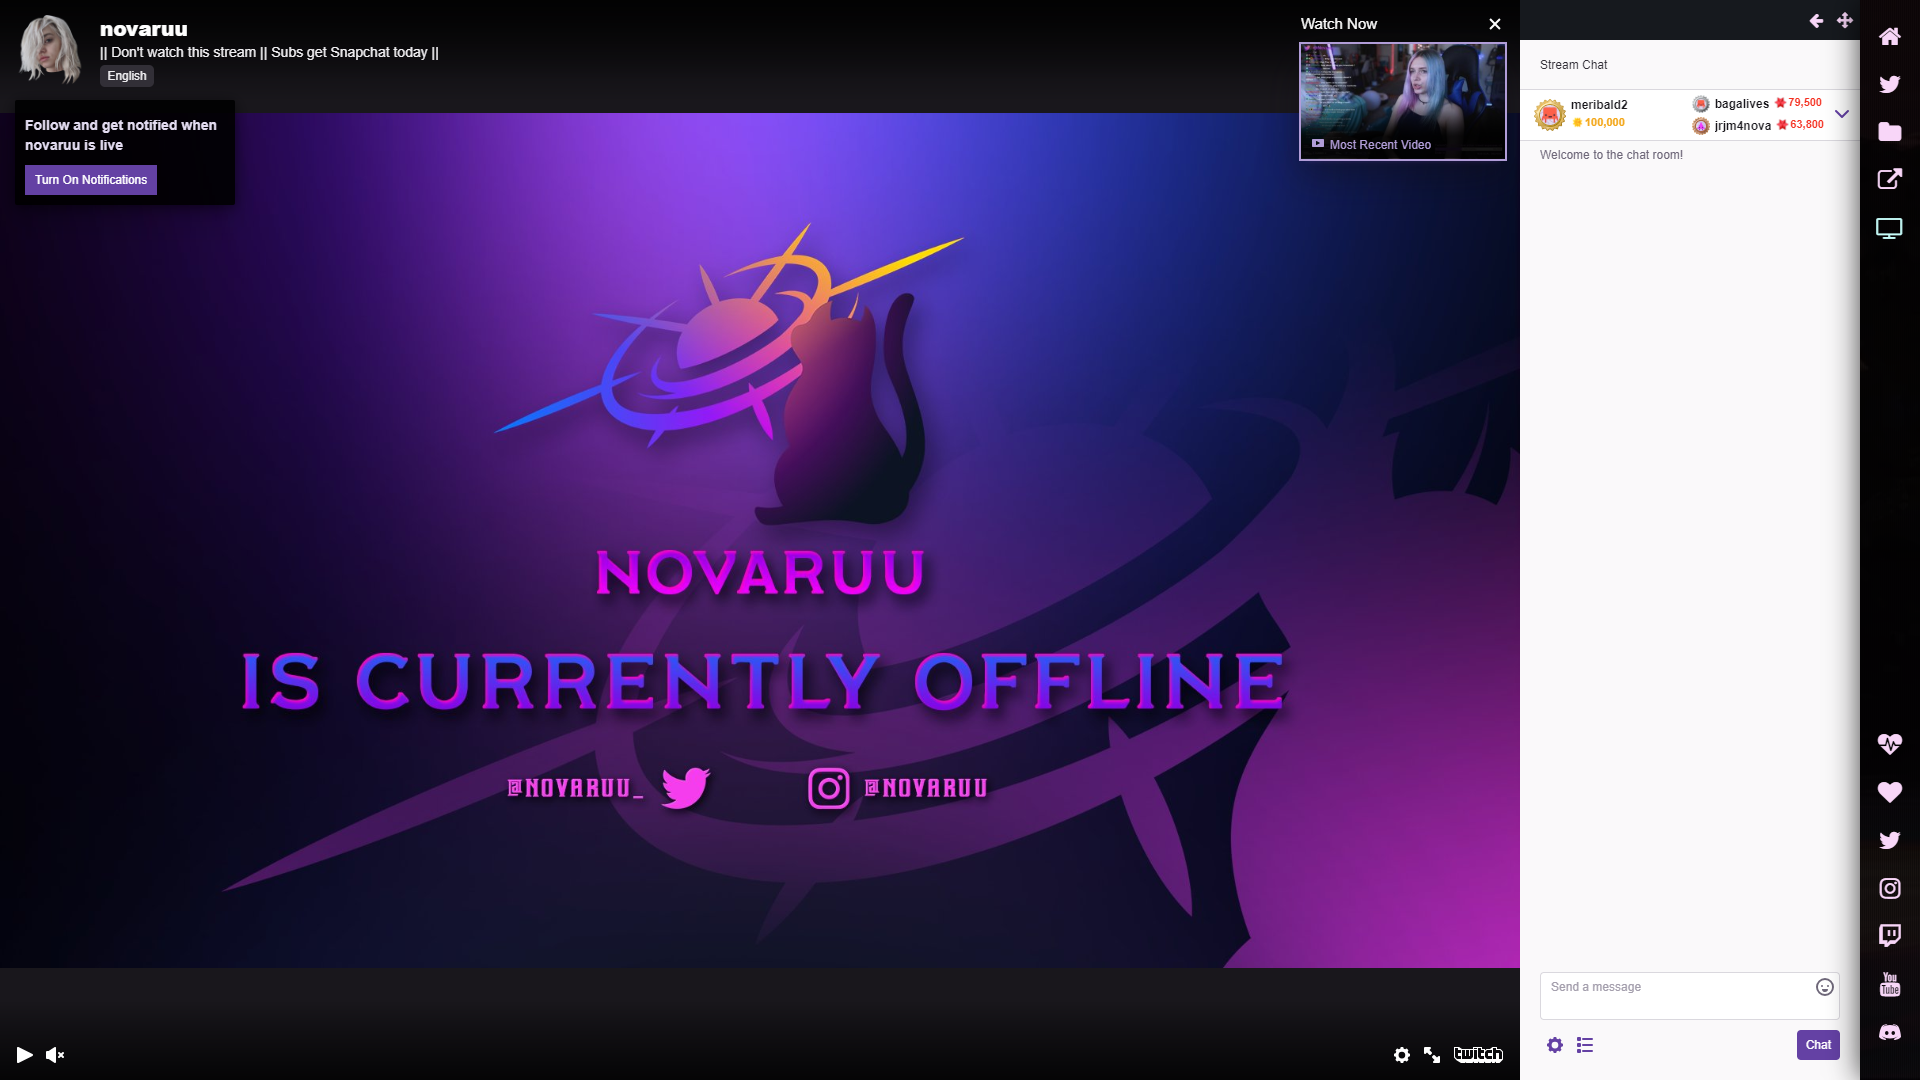 novaruu
|| Don't watch this stream || Subs get Snapchat today ||
English
Follow and get notified when
novaruu is live
Turn On Notifications
Watch Now
Most Recent Video
NOVARUU
IS CURRENTLY OFFLINE
@NOVARUU_
@NOVARUU
twitch
Stream Chat
meribald2
100,000
bagalives 79,500
jrjm4nova 63,800
Welcome to the chat room!
Send a message
Chat
You
Tube